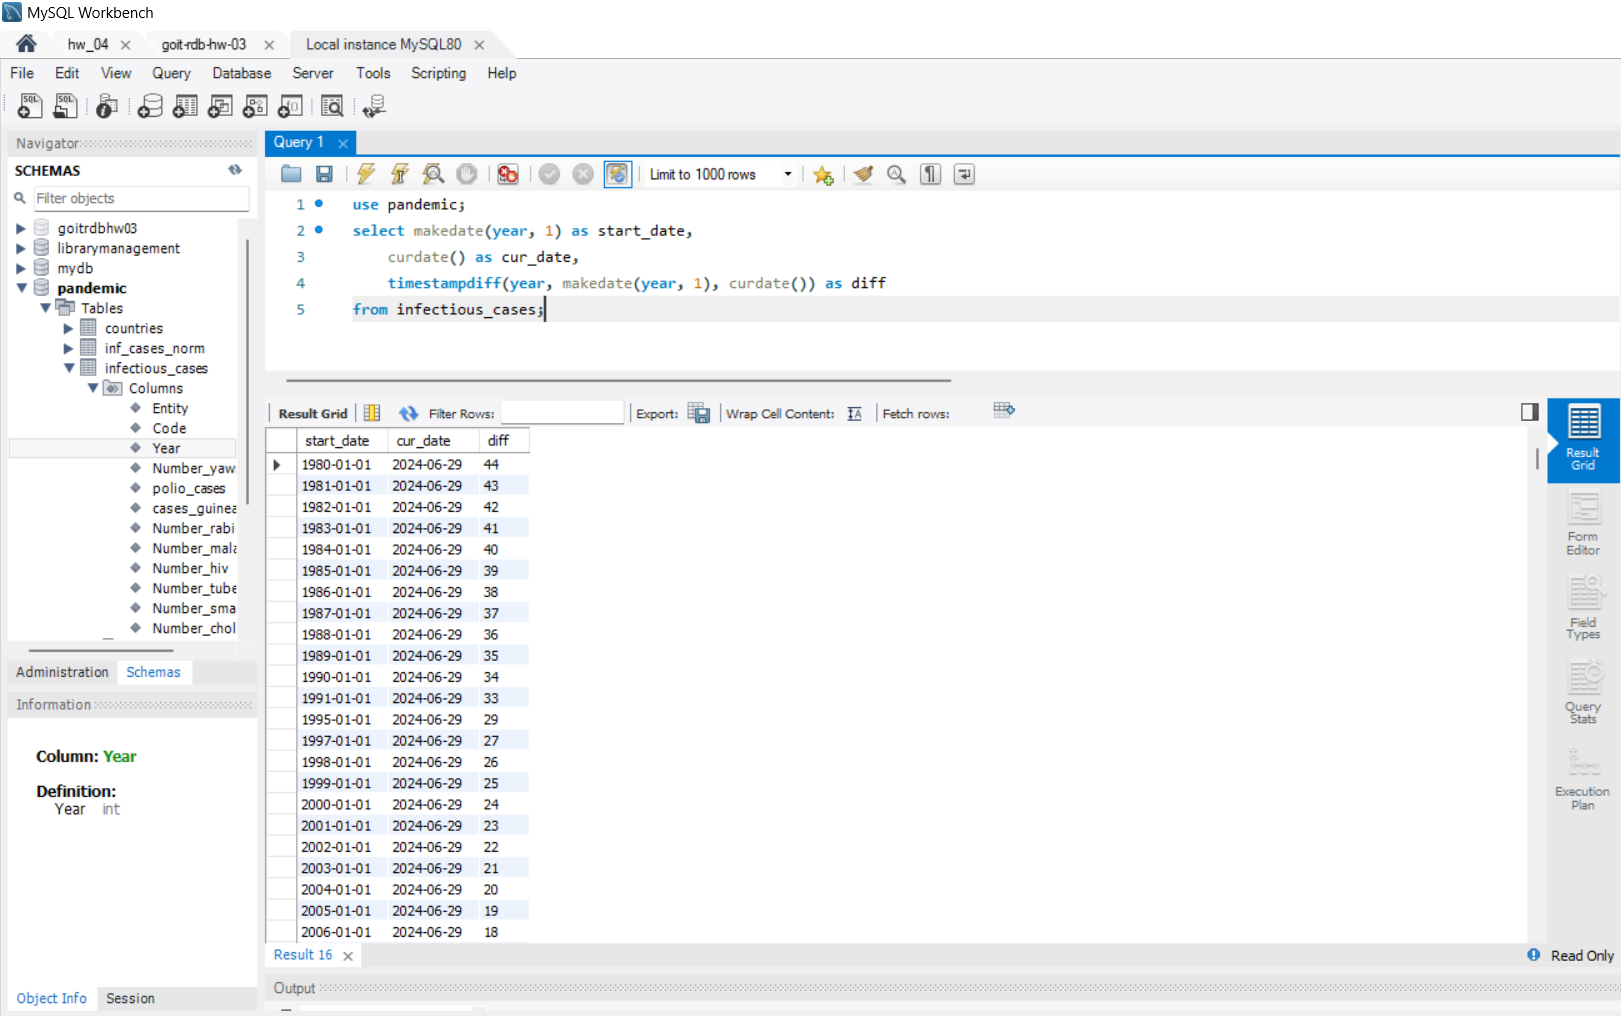 MySQL Workbench
hw_04
goit-rdb-hw-03
Local instance MySQL80
File Edit View Query Database Server Tools Scripting Help
Navigator
SCHEMAS
Filter objects
goitrdbhw03
librarymanagement
mydb
pandemic
Tables
countries
inf_cases_norm
infectious_cases
Columns
Entity
Code
Year
Number_yaw
polio_cases
cases_guinea
Number_rabi
Number_mala
Number_hiv
Number_tube
Number_sma
Number_chol
Administration Schemas
Information
Column: Year
Definition:
Year int
Object Info Session
Query 1
Limit to 1000 rows
1 use pandemic;
2 select makedate(year, 1) as start_date,
3 curdate() as cur_date,
4 timestampdiff(year, makedate(year, 1), curdate()) as diff
5 from infectious_cases;
Result Grid Filter Rows: Export: Wrap Cell Content: Fetch rows:
start_date cur_date diff
1980-01-01 2024-06-29 44
1981-01-01 2024-06-29 43
1982-01-01 2024-06-29 42
1983-01-01 2024-06-29 41
1984-01-01 2024-06-29 40
1985-01-01 2024-06-29 39
1986-01-01 2024-06-29 38
1987-01-01 2024-06-29 37
1988-01-01 2024-06-29 36
1989-01-01 2024-06-29 35
1990-01-01 2024-06-29 34
1991-01-01 2024-06-29 33
1995-01-01 2024-06-29 29
1997-01-01 2024-06-29 27
1998-01-01 2024-06-29 26
1999-01-01 2024-06-29 25
2000-01-01 2024-06-29 24
2001-01-01 2024-06-29 23
2002-01-01 2024-06-29 22
2003-01-01 2024-06-29 21
2004-01-01 2024-06-29 20
2005-01-01 2024-06-29 19
2006-01-01 2024-06-29 18
Result
Grid
Form
Editor
Field
Types
Query
Stats
Execution
Plan
Result 16
Read Only
Output